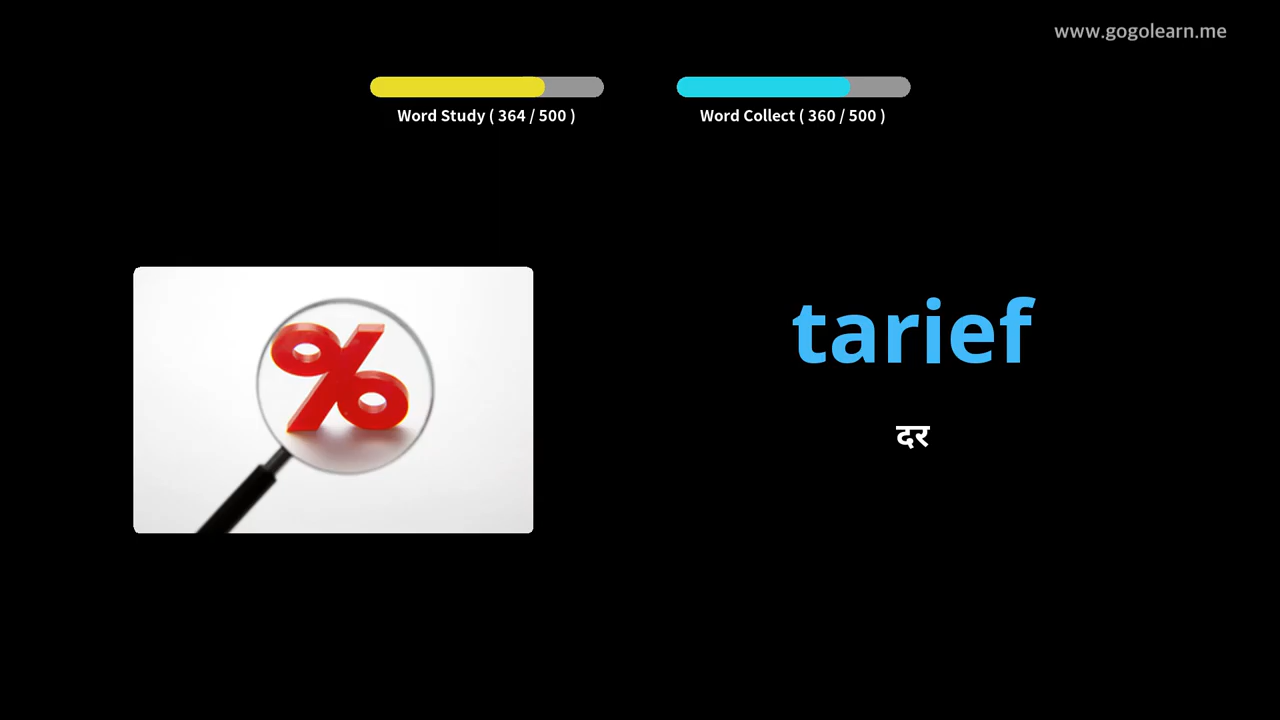 www.gogolearn.me
Word Study ( 364 / 500 )
Word Collect ( 360 / 500 )
%
tarief
दर